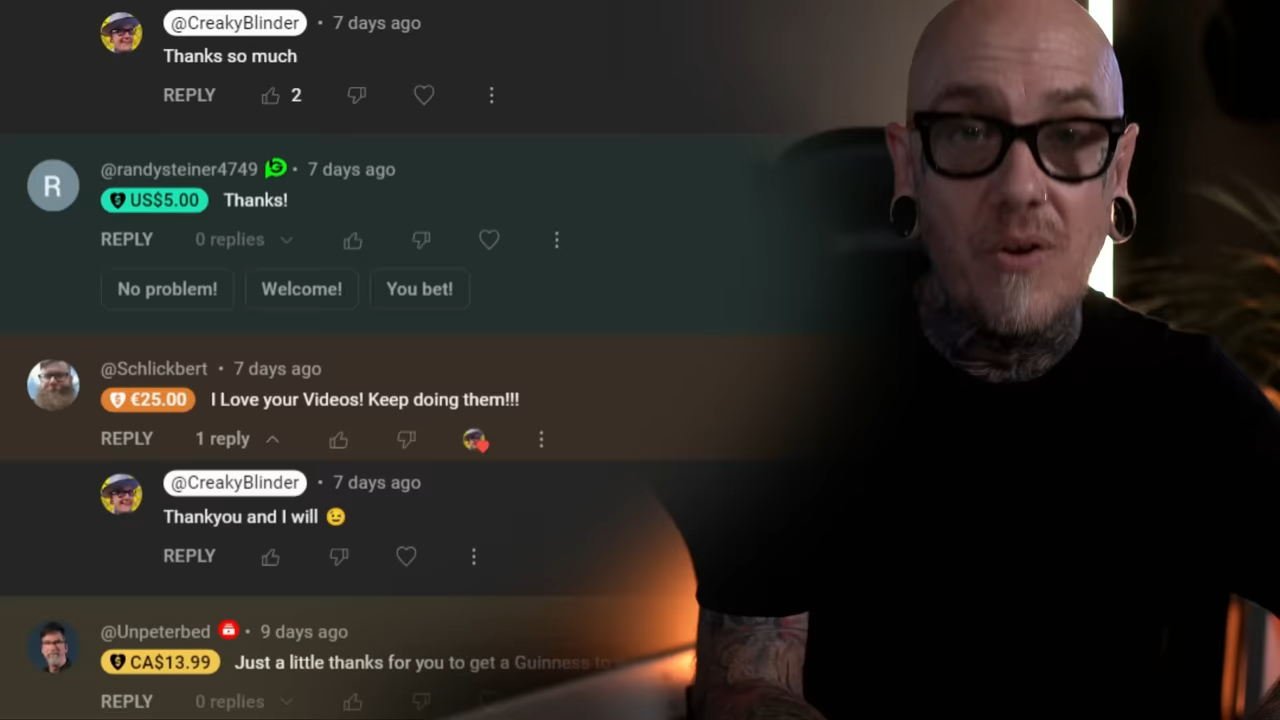 @CreakyBlinder • 7 days ago
Thanks so much
REPLY 2
R
@randysteiner4749 • 7 days ago
US$5.00 Thanks!
REPLY 0 replies
No problem! Welcome! You bet!
@Schlickbert • 7 days ago
€25.00 I Love your Videos! Keep doing them!!!
REPLY 1 reply
@CreakyBlinder • 7 days ago
Thankyou and I will 😉
REPLY
@Unpeterbed • 9 days ago
CA$13.99 Just a little thanks for you to get a Guinness to
REPLY 0 replies